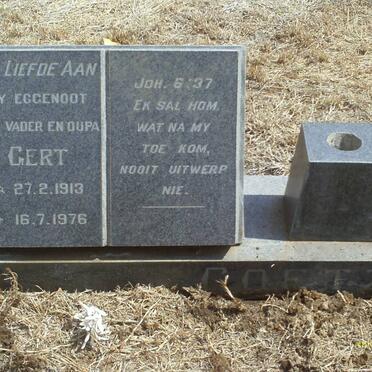 LIEFDE AAN
Y EGGENOOT
VADER EN OUPA
GERT
27.2.1913
16.7.1976
JOH. 6:37
EK SAL HOM,
WAT NA MY
TOE KOM,
NOOIT UITWERP
NIE.